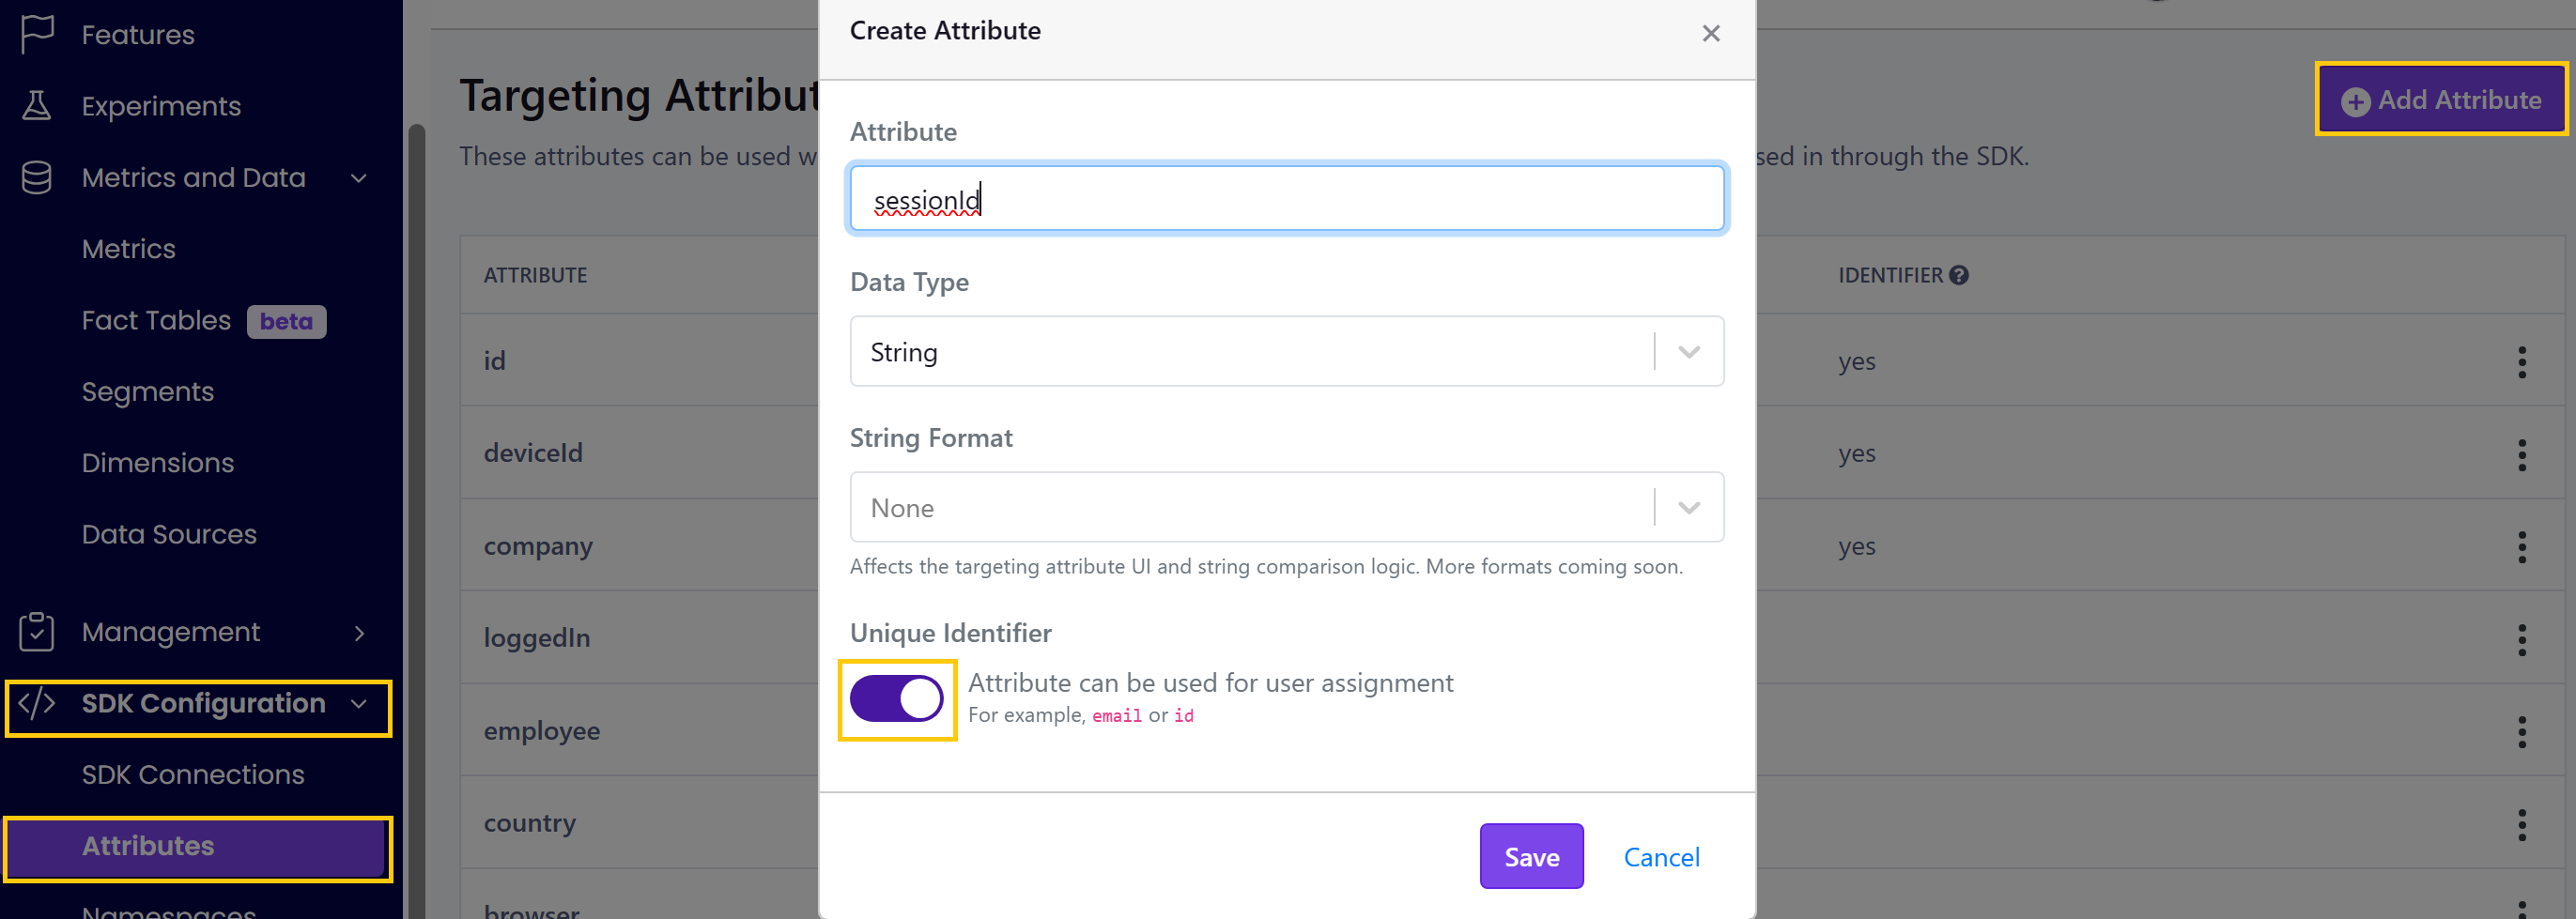 Features
Experiments
Metrics and Data
Metrics
Fact Tables beta
Segments
Dimensions
Data Sources
Management
SDK Configuration
SDK Connections
Attributes
Namespaces
Targeting Attribut
These attributes can be used w
sed in through the SDK.
Add Attribute
ATTRIBUTE
IDENTIFIER
id
yes
deviceId
yes
company
yes
loggedIn
employee
country
browser
Create Attribute
Attribute
sessionId
Data Type
String
String Format
None
Affects the targeting attribute UI and string comparison logic. More formats coming soon.
Unique Identifier
Attribute can be used for user assignment
For example, email or id
Save
Cancel